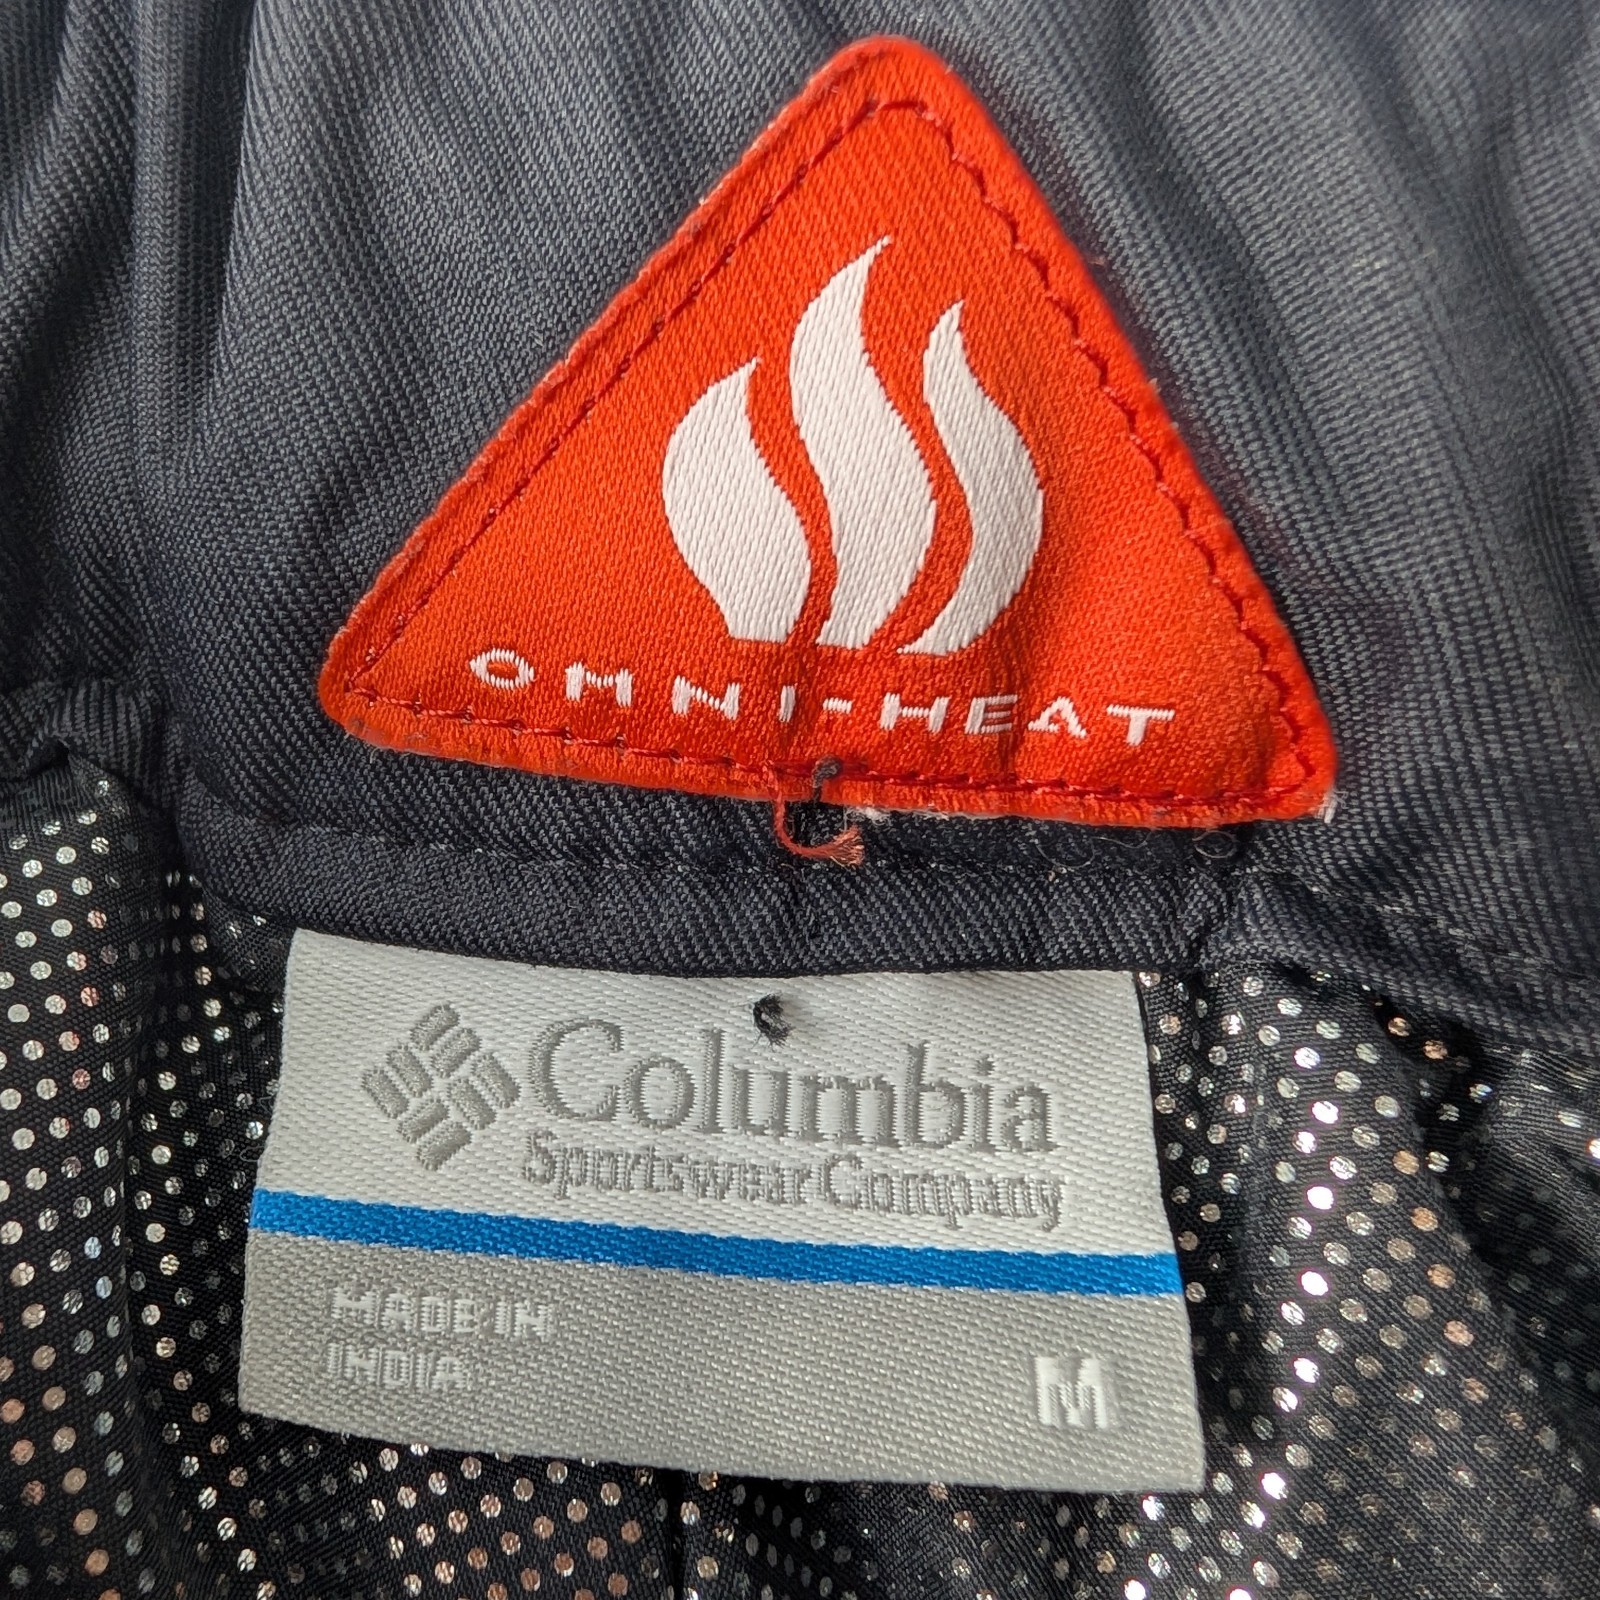 OMNI-HEAT
Columbia
Sportswear Company
MADE IN
INDIA
M